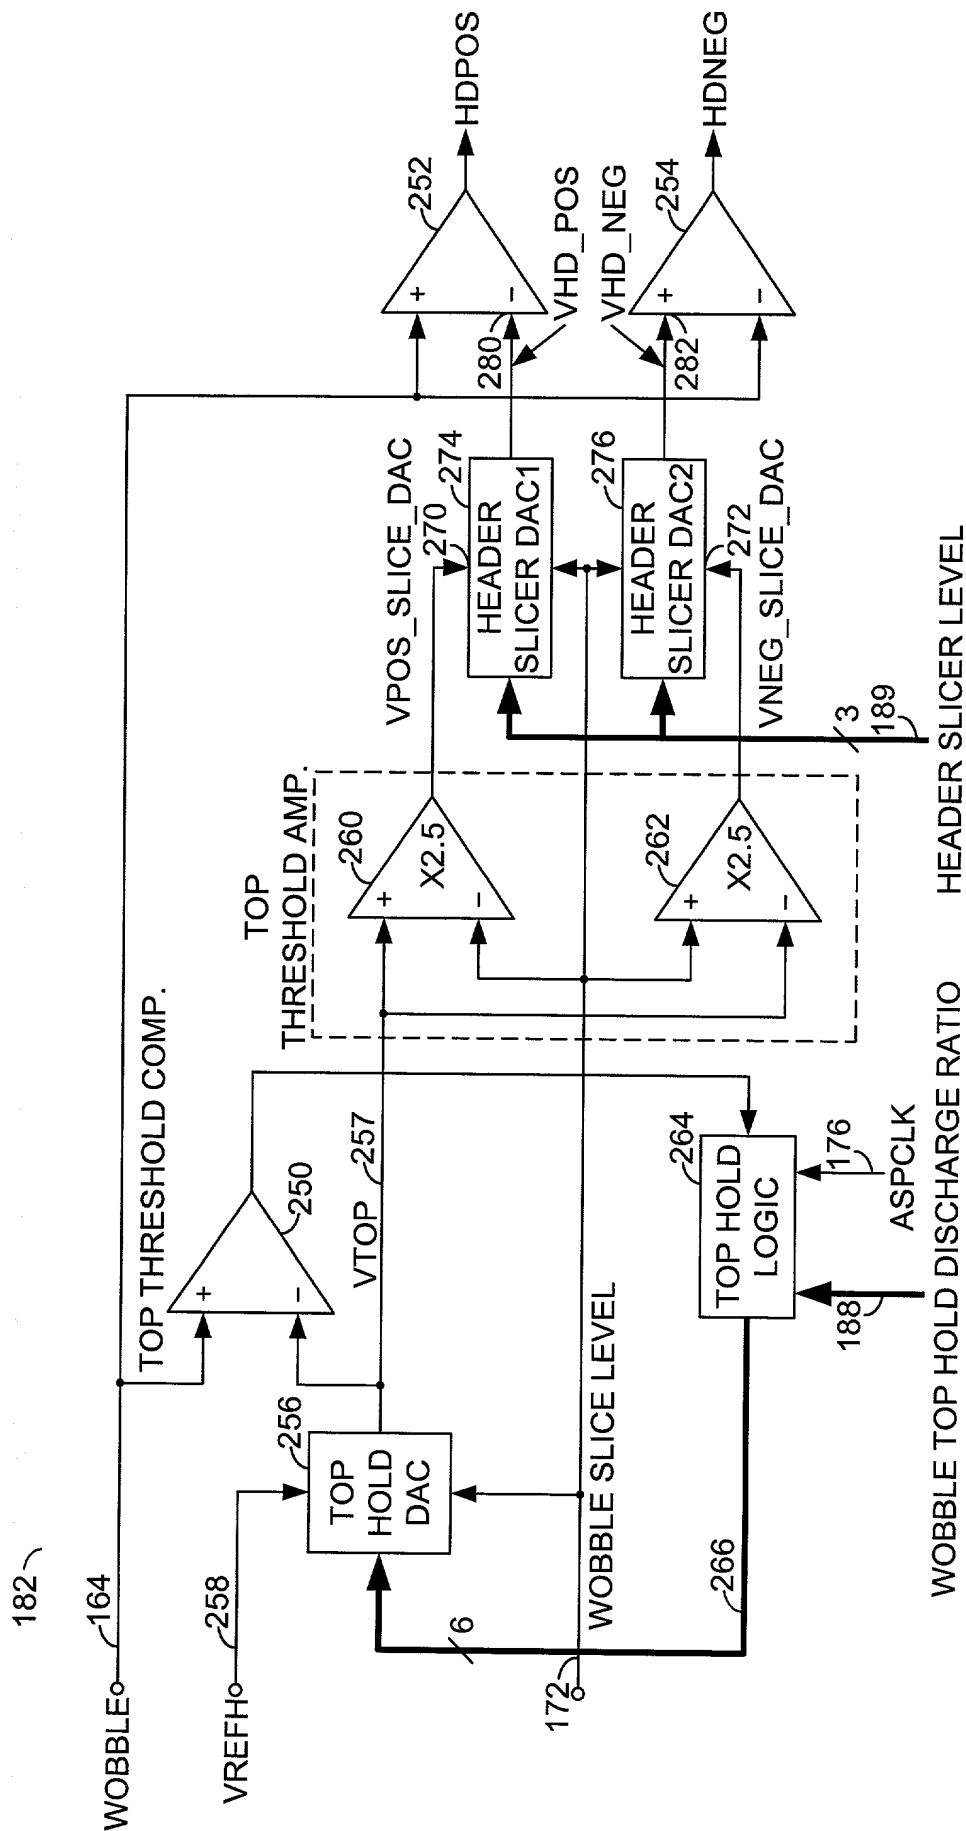 182
WOBBLE
164
VREFH
258
172
TOP THRESHOLD COMP.
+
−
250
256
TOP
HOLD
DAC
VTOP
257
6
WOBBLE SLICE LEVEL
266
TOP HOLD
LOGIC
264
188
176
ASPCLK
WOBBLE TOP HOLD DISCHARGE RATIO
TOP
THRESHOLD AMP.
260
+
−
X2.5
262
+
−
X2.5
VPOS_SLICE_DAC
270
274
HEADER
SLICER DAC1
276
HEADER
SLICER DAC2
272
VNEG_SLICE_DAC
3
189
HEADER SLICER LEVEL
252
+
−
280
HDPOS
VHD_POS
VHD_NEG
254
+
−
282
HDNEG